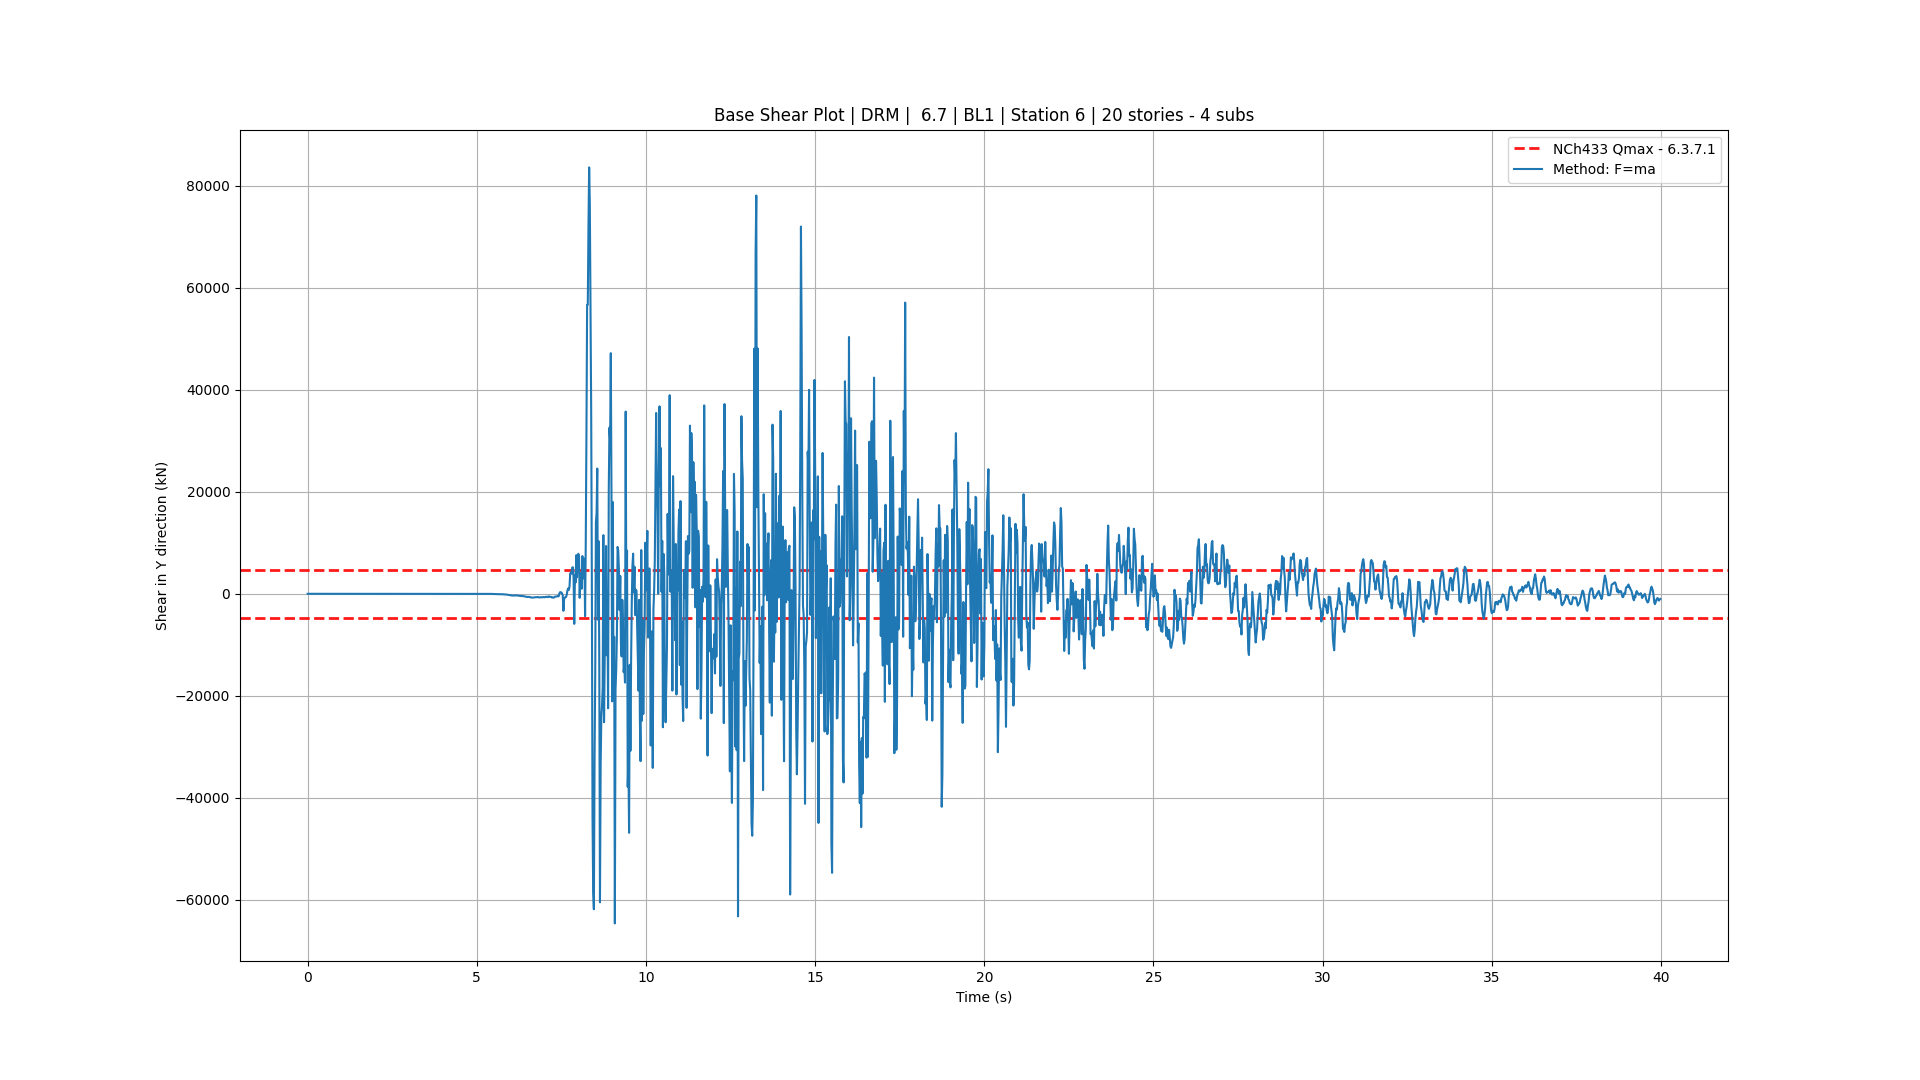 Base Shear Plot | DRM |  6.7 | BL1 | Station 6 | 20 stories - 4 subs
NCh433 Qmax - 6.3.7.1
Method: F=ma
Shear in Y direction (kN)
80000
60000
40000
20000
0
−20000
−40000
−60000
0 5 10 15 20 25 30 35 40
Time (s)